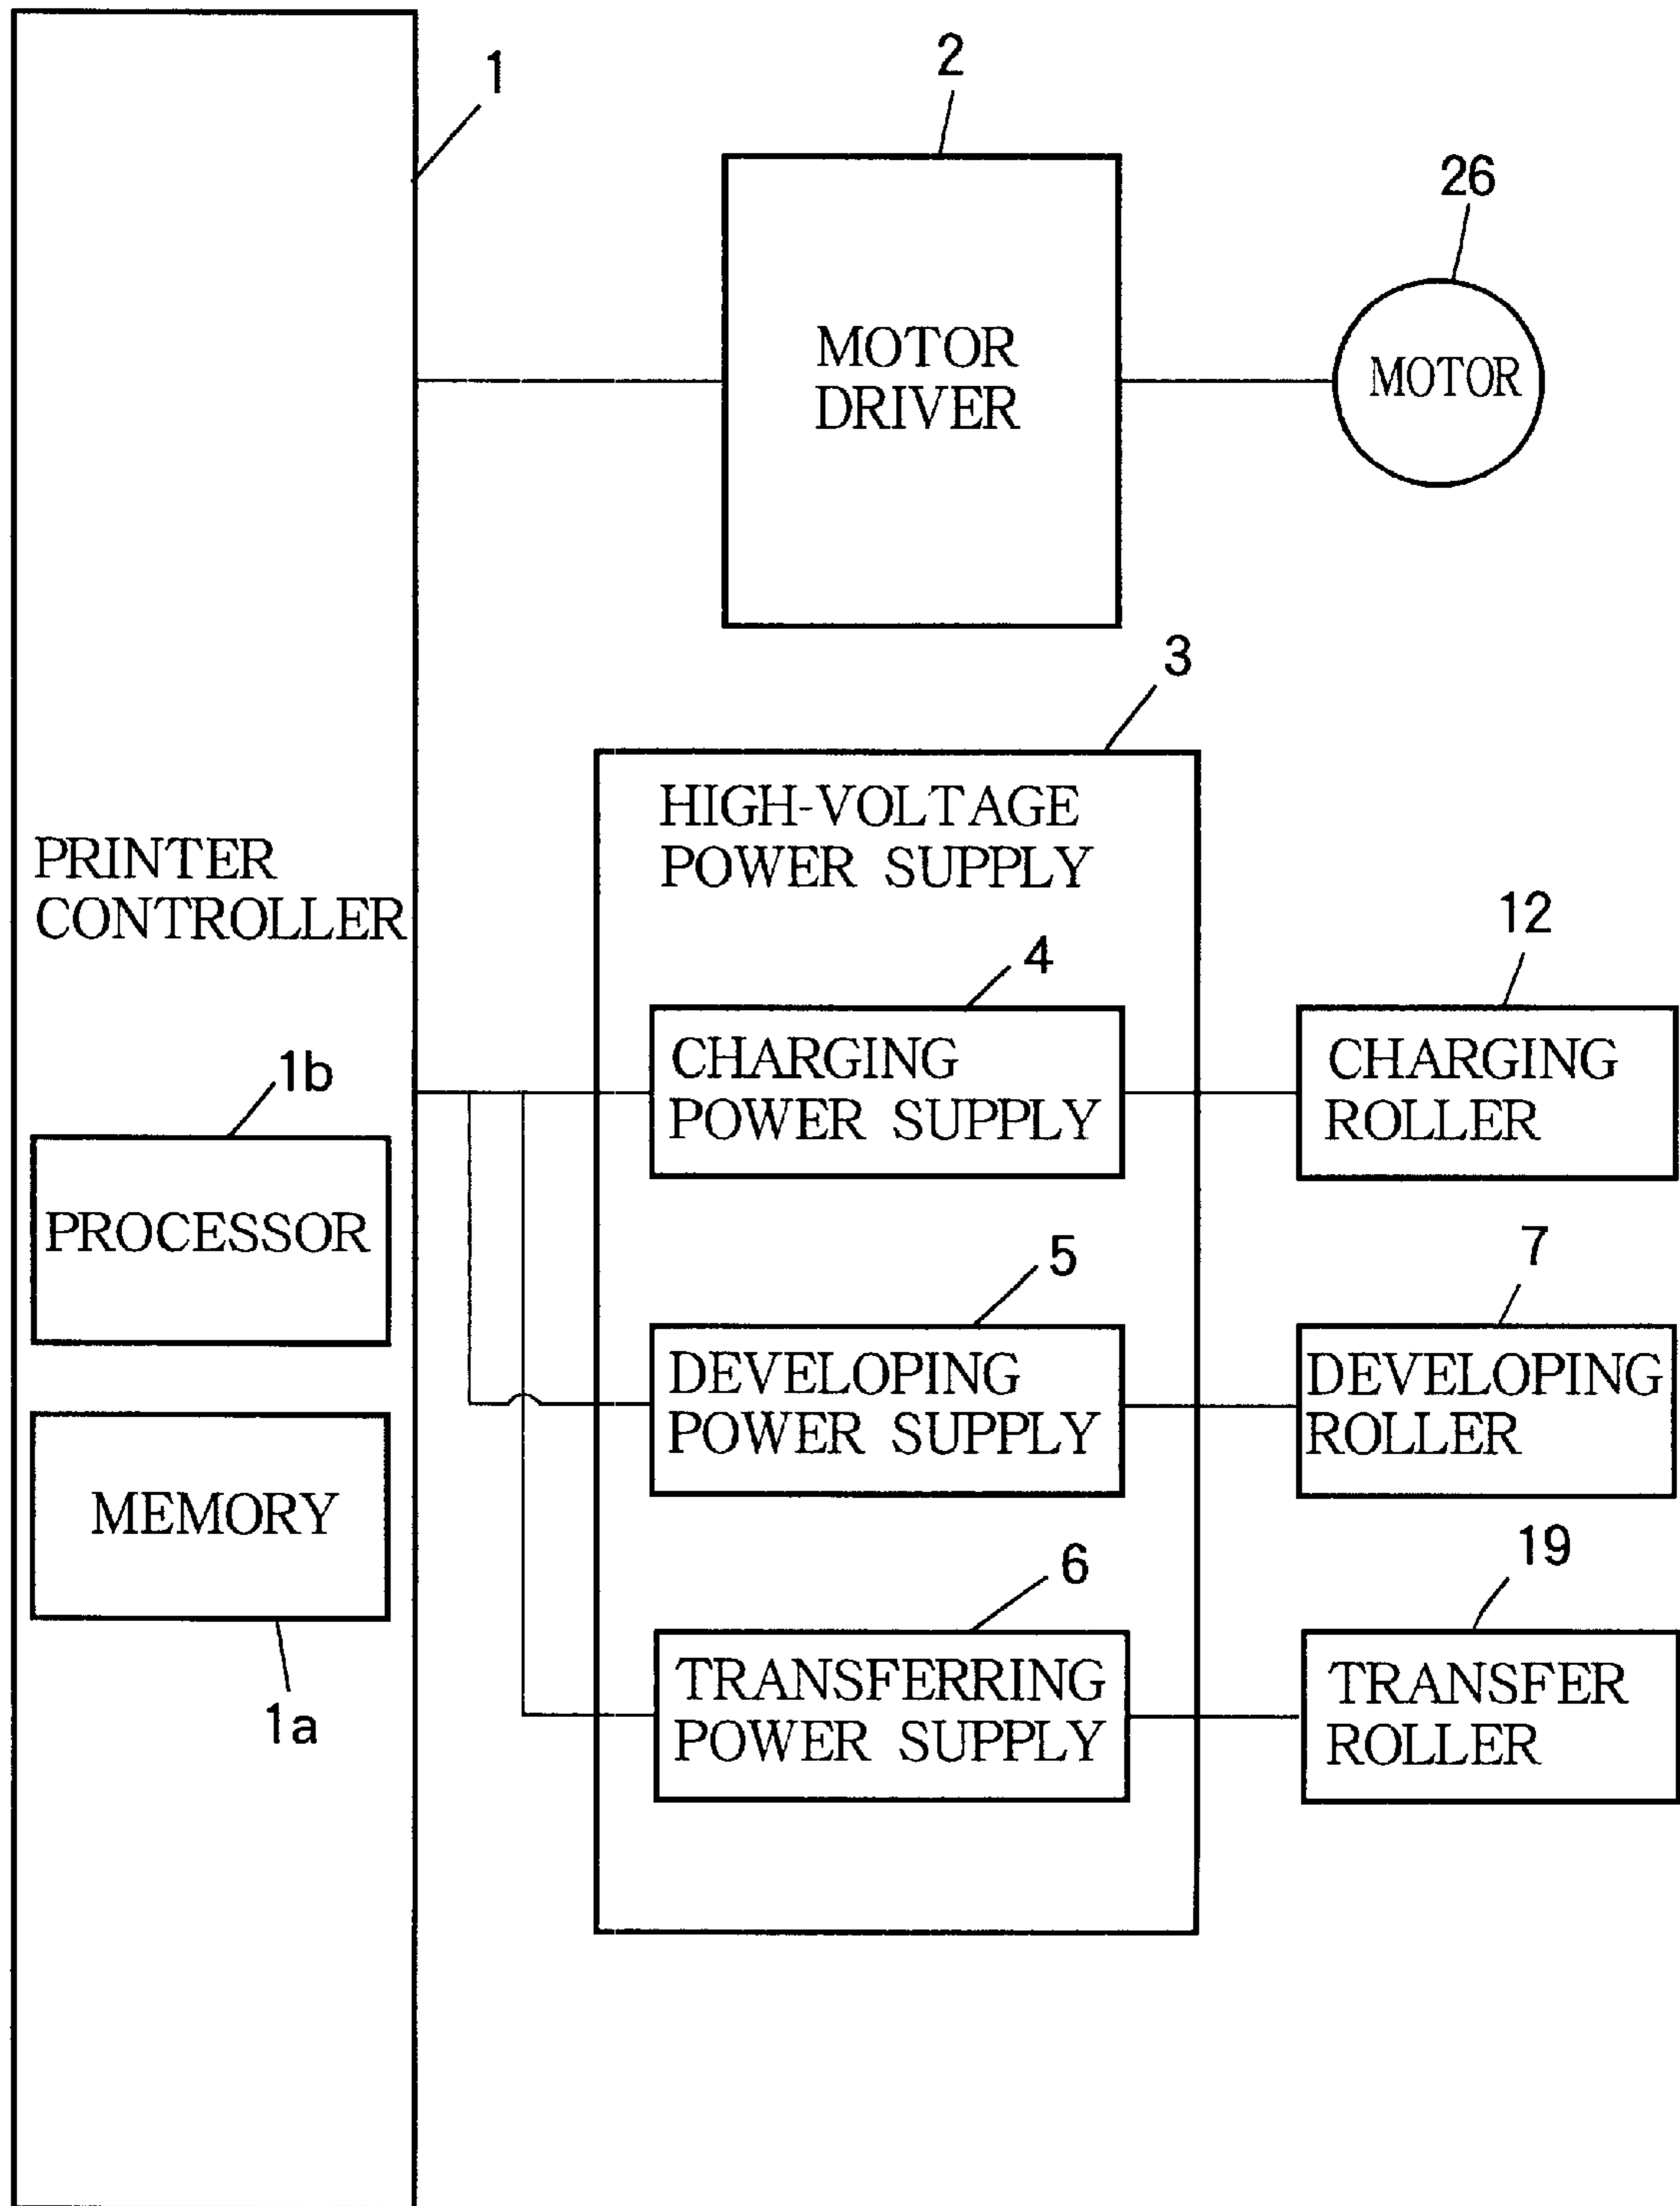 1
2
26
MOTOR
DRIVER
MOTOR
3
HIGH-VOLTAGE
POWER SUPPLY
PRINTER
CONTROLLER
4
12
CHARGING
POWER SUPPLY
CHARGING
ROLLER
1b
PROCESSOR
5
7
DEVELOPING
POWER SUPPLY
DEVELOPING
ROLLER
MEMORY
1a
6
19
TRANSFERRING
POWER SUPPLY
TRANSFER
ROLLER